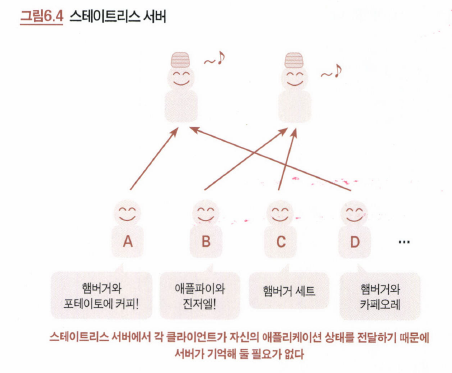 그림6.4 스테이트리스 서버
~♪
~♪
A
B
C
D
...
햄버거와
포테이토에 커피!
애플파이와
진저엘!
햄버거 세트
햄버거와
카페오레
스테이트리스 서버에서 각 클라이언트가 자신의 애플리케이션 상태를 전달하기 때문에
서버가 기억해 둘 필요가 없다